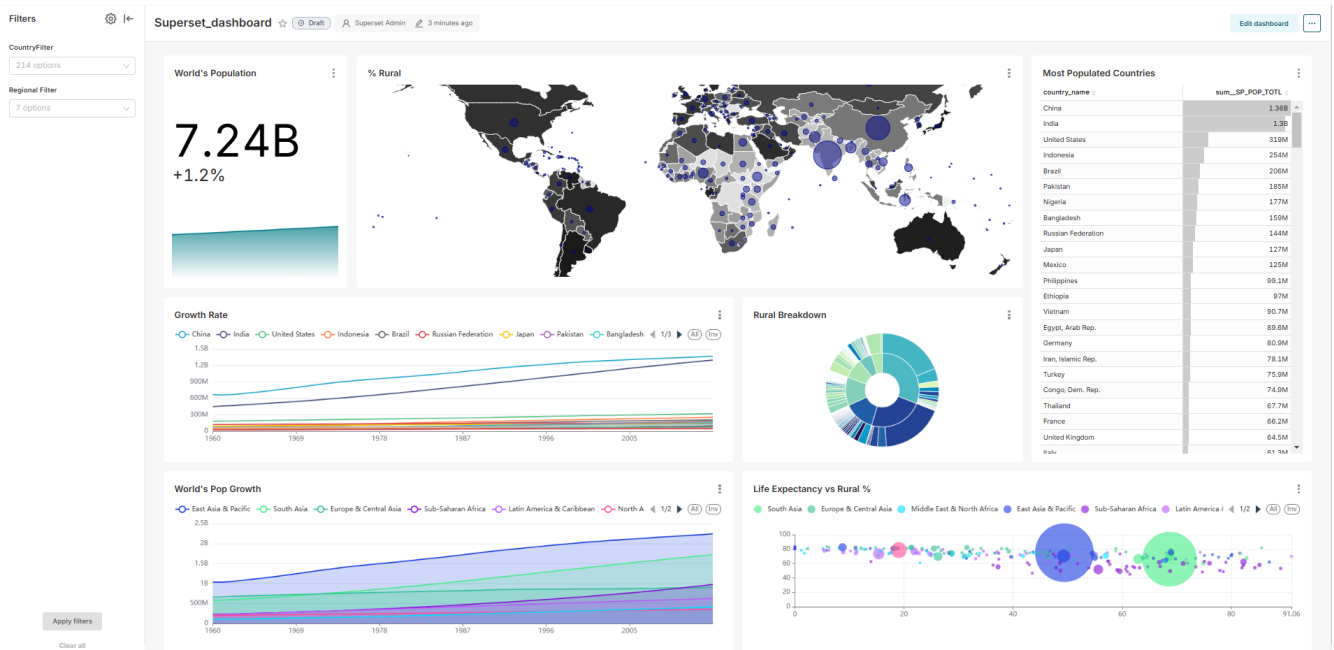 Filters
CountryFilter
214 options
Regional Filter
7 options
Apply filters
Clear all
Superset_dashboard Draft Superset Admin 3 minutes ago
Edit dashboard
World's Population
7.24B
+1.2%
% Rural
Most Populated Countries
country_name sum__SP_POP_TOTL
China 1.36B
India 1.3B
United States 319M
Indonesia 254M
Brazil 206M
Pakistan 185M
Nigeria 177M
Bangladesh 159M
Russian Federation 144M
Japan 127M
Mexico 125M
Philippines 99.1M
Ethiopia 97M
Vietnam 90.7M
Egypt, Arab Rep. 89.6M
Germany 80.9M
Iran, Islamic Rep. 78.1M
Turkey 75.9M
Congo, Dem. Rep. 74.9M
Thailand 67.7M
France 66.2M
United Kingdom 64.5M
Italy 61.3M
Growth Rate
China India United States Indonesia Brazil Russian Federation Japan Pakistan Bangladesh 1/3 All Inv
1.5B
1.2B
900M
600M
300M
0
1960 1969 1978 1987 1996 2005
Rural Breakdown
World's Pop Growth
East Asia & Pacific South Asia Europe & Central Asia Sub-Saharan Africa Latin America & Caribbean North A 1/2 All Inv
2.5B
2B
1.5B
1B
500M
0
1960 1969 1978 1987 1996 2005
Life Expectancy vs Rural %
South Asia Europe & Central Asia Middle East & North Africa East Asia & Pacific Sub-Saharan Africa Latin America 1/2 All Inv
100
80
60
40
20
0
0 20 40 60 80 91.06